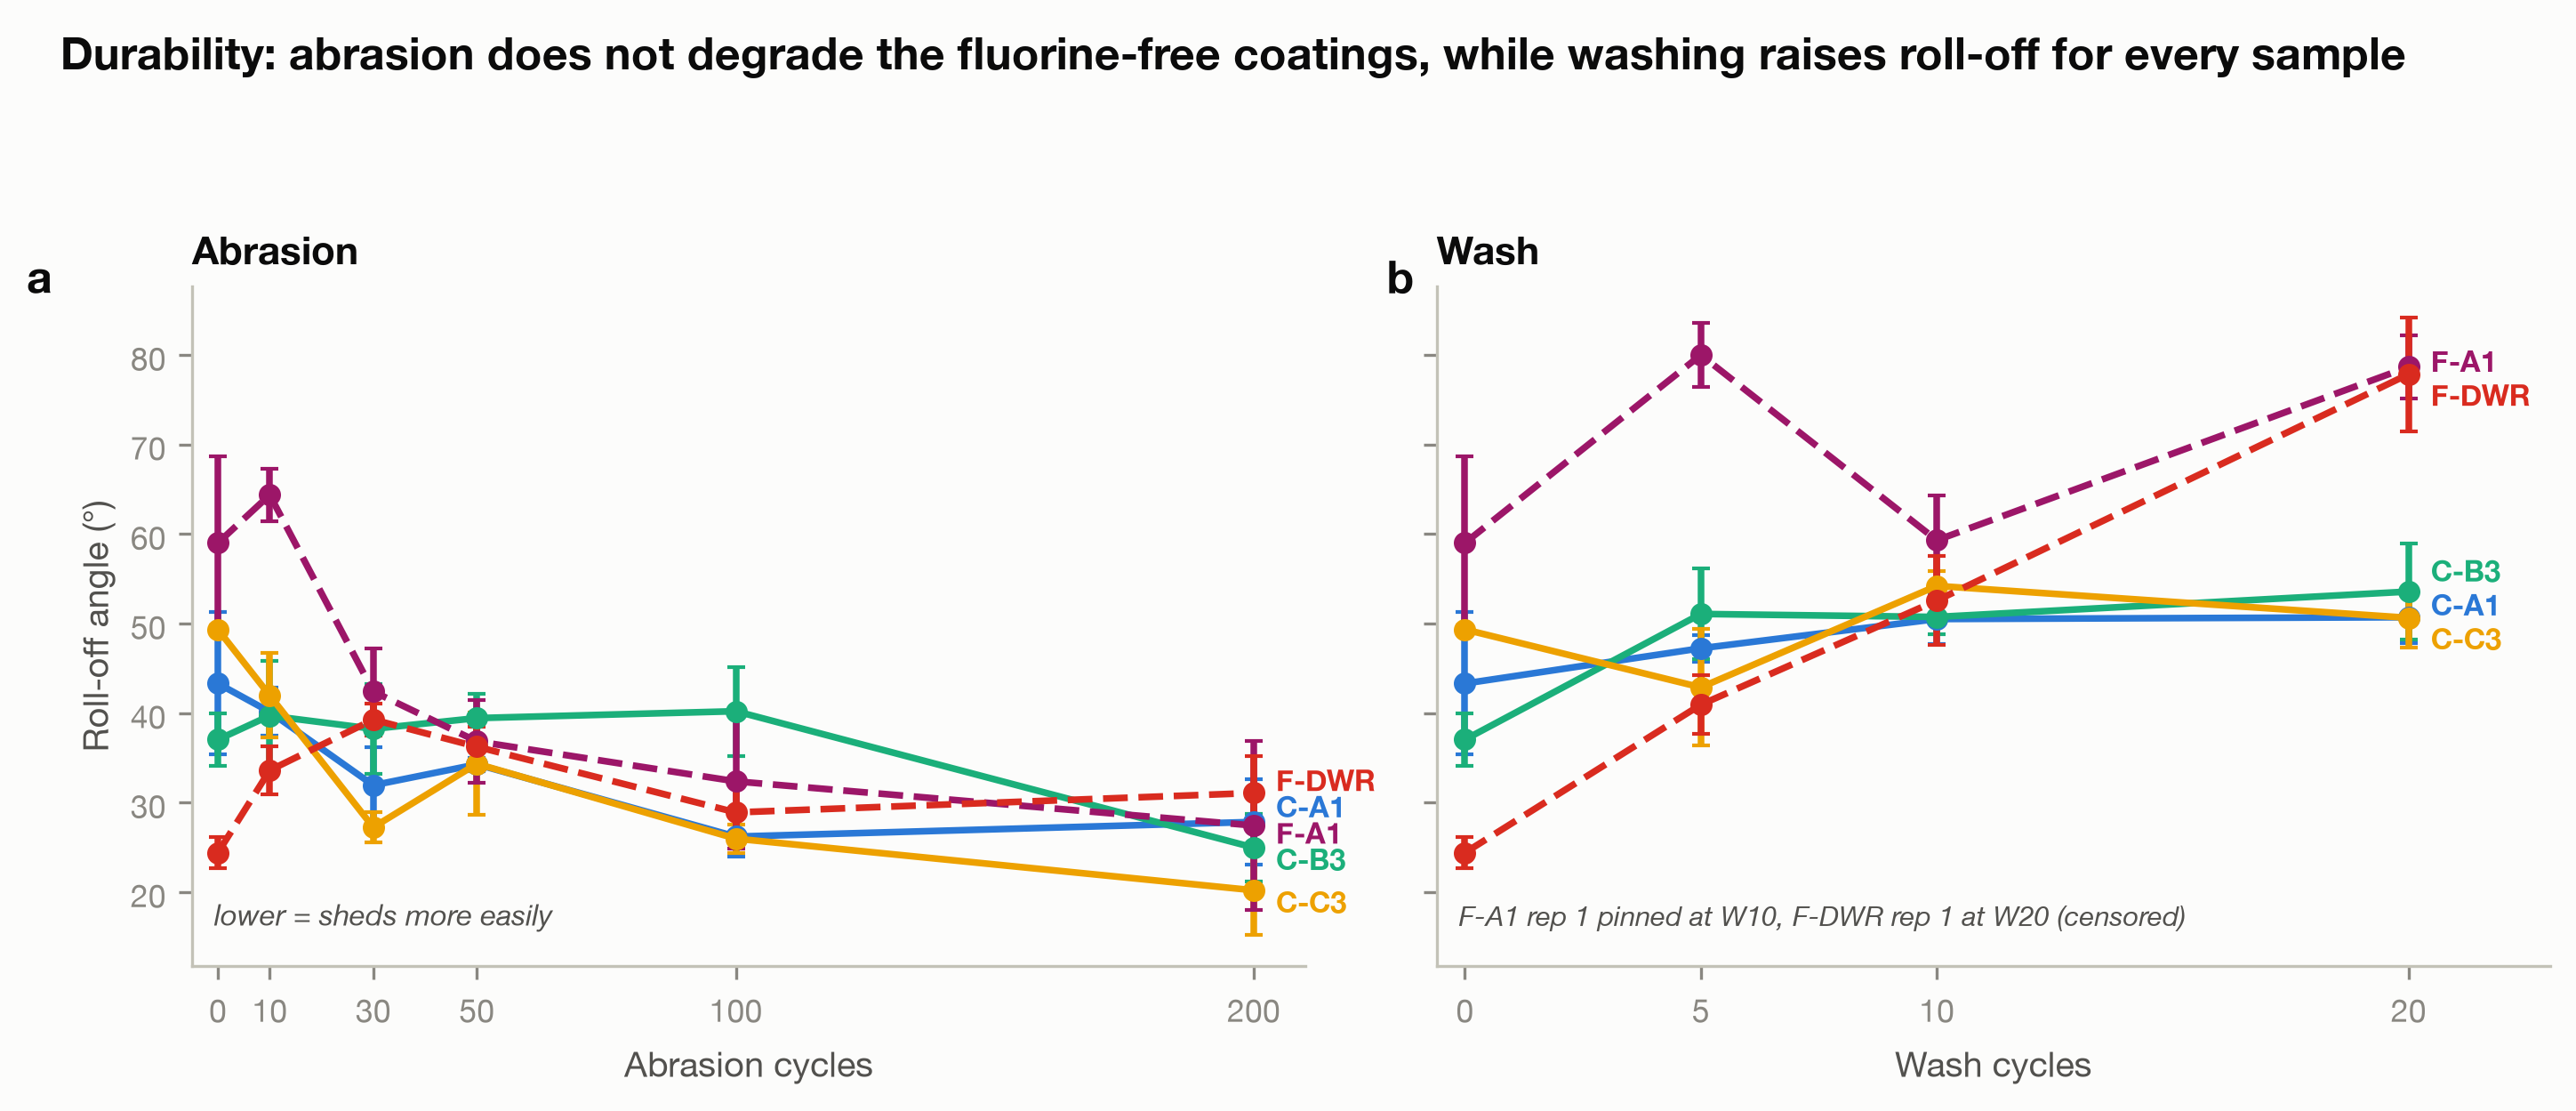 Durability: abrasion does not degrade the fluorine-free coatings, while washing raises roll-off for every sample
a
Abrasion
Roll-off angle (°)
80
70
60
50
40
30
20
F-DWR
C-A1
F-A1
C-B3
C-C3
lower = sheds more easily
0 10 30 50 100 200
Abrasion cycles
b
Wash
F-A1
F-DWR
C-B3
C-A1
C-C3
F-A1 rep 1 pinned at W10, F-DWR rep 1 at W20 (censored)
0 5 10 20
Wash cycles